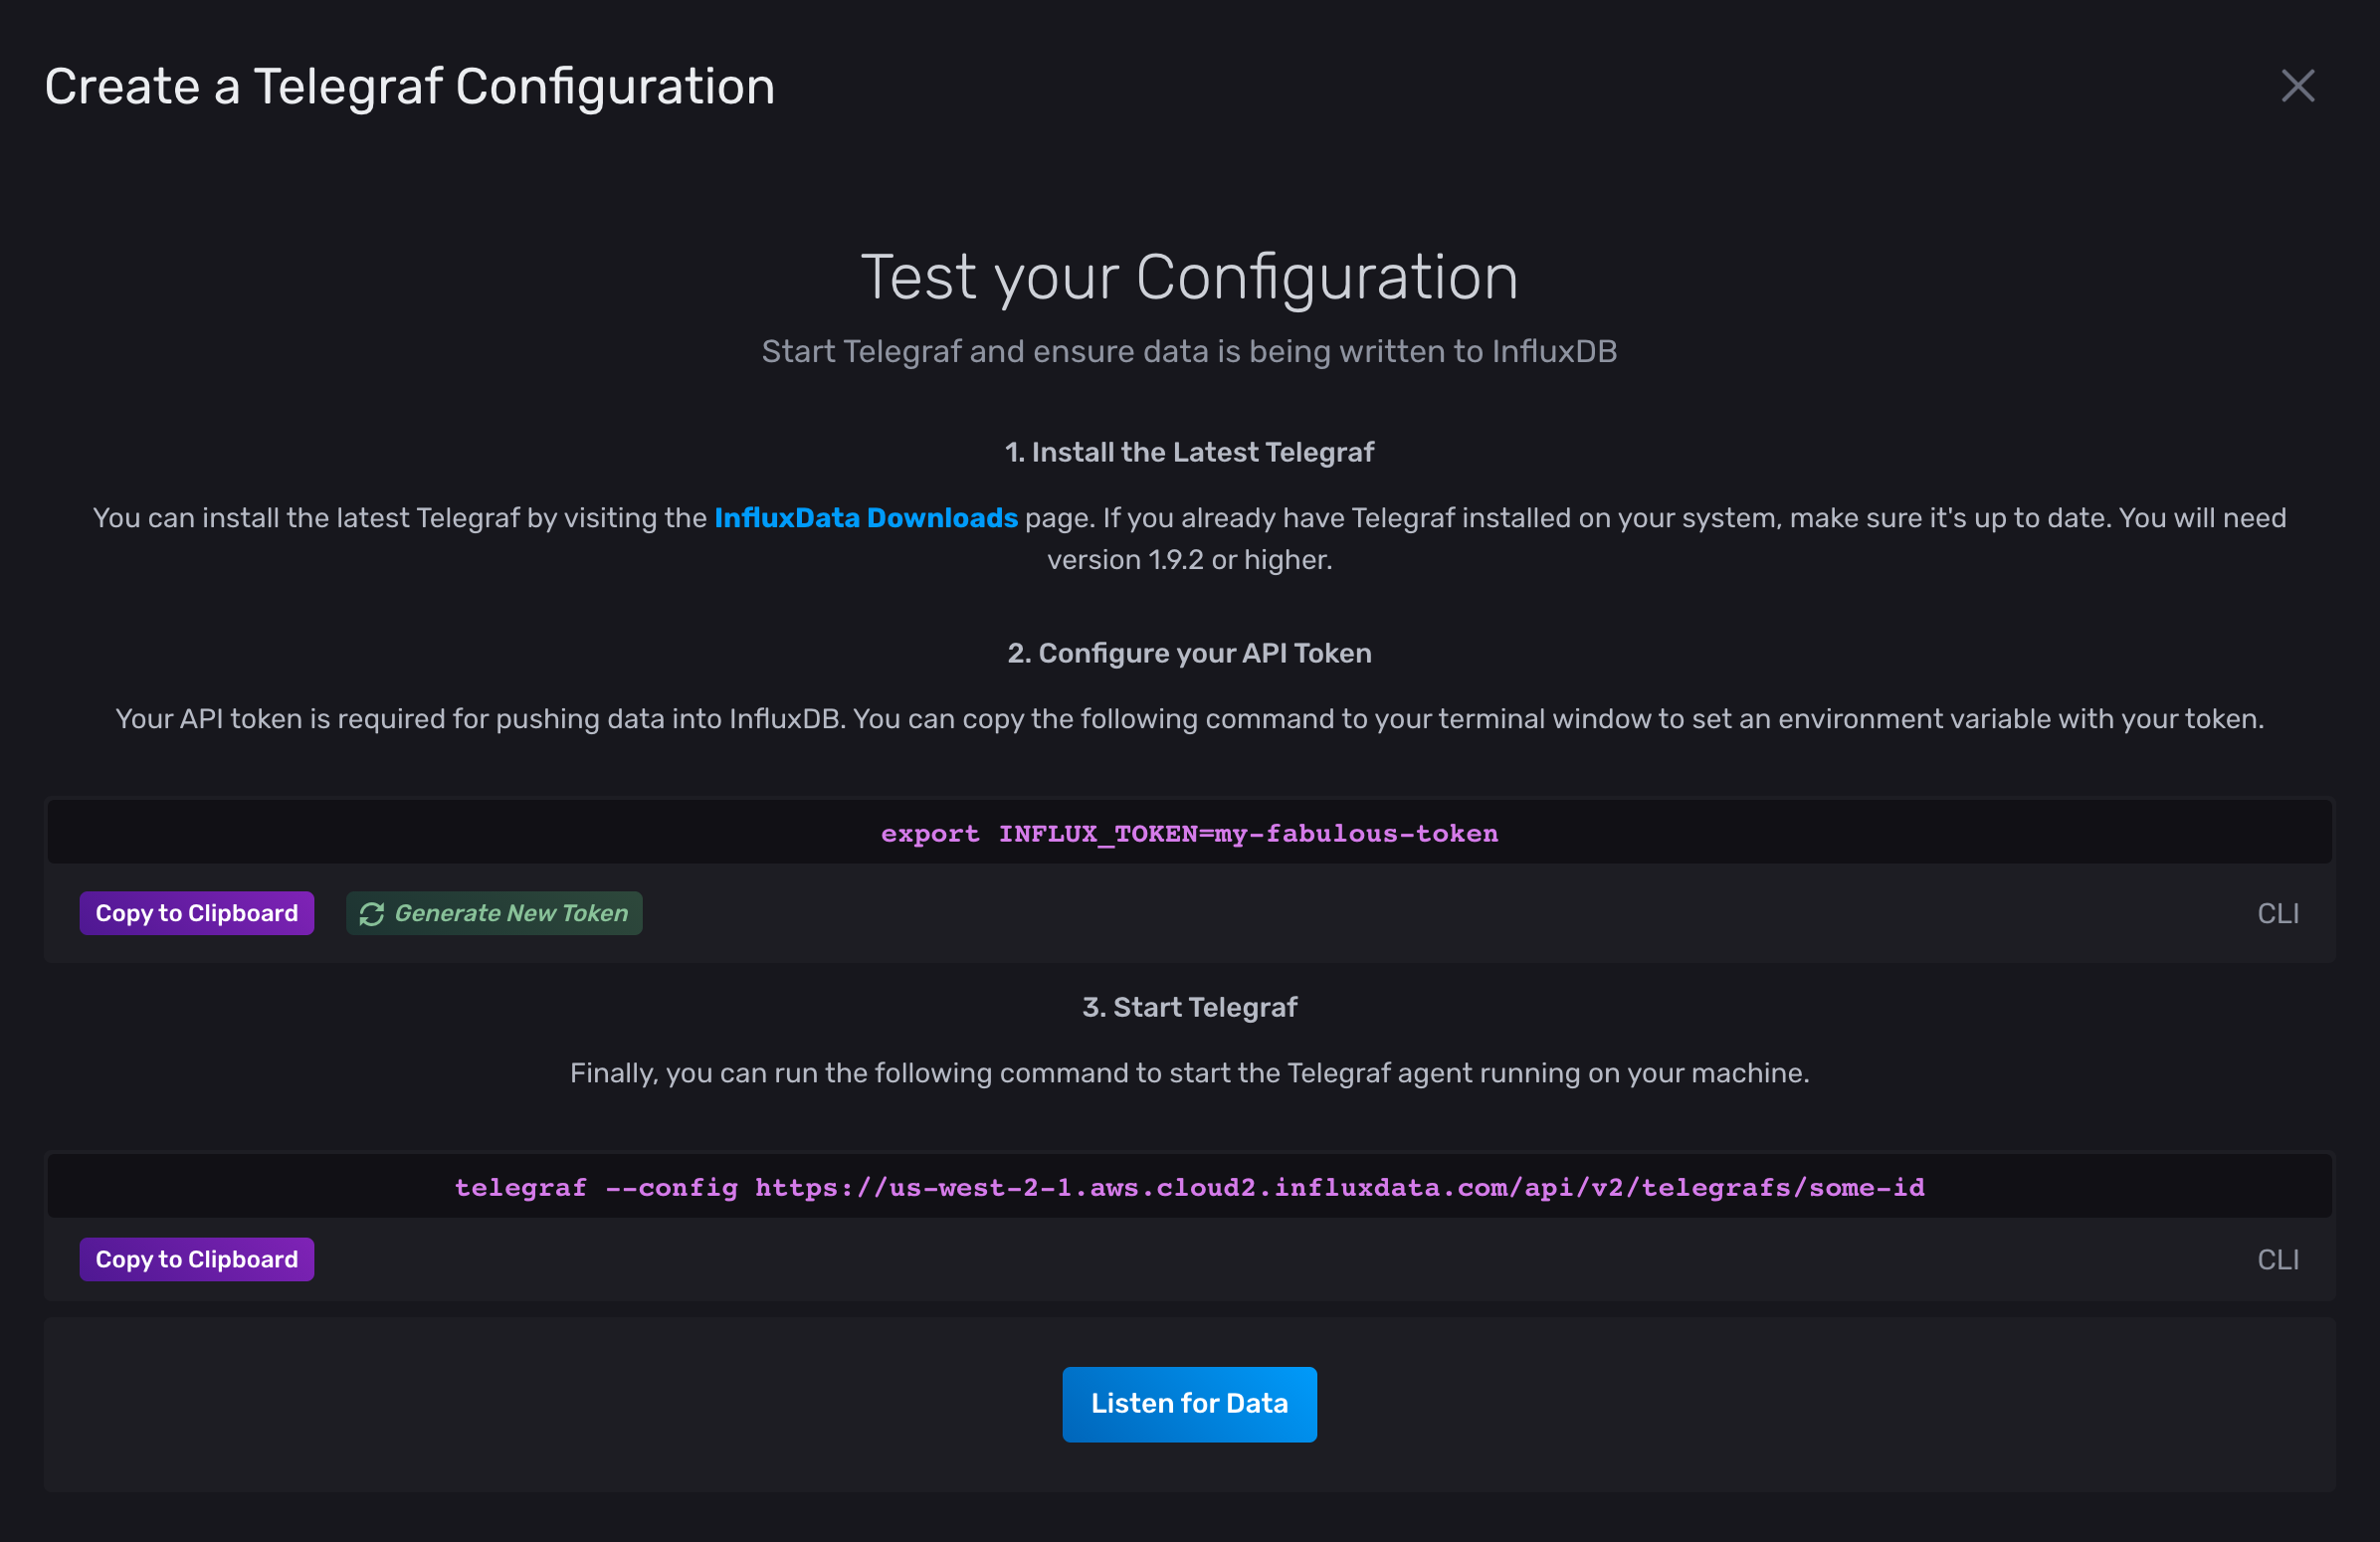 Create a Telegraf Configuration
Test your Configuration
Start Telegraf and ensure data is being written to InfluxDB
1. Install the Latest Telegraf
You can install the latest Telegraf by visiting the InfluxData Downloads page. If you already have Telegraf installed on your system, make sure it's up to date. You will need
version 1.9.2 or higher.
2. Configure your API Token
Your API token is required for pushing data into InfluxDB. You can copy the following command to your terminal window to set an environment variable with your token.
export INFLUX_TOKEN=my-fabulous-token
Copy to Clipboard Generate New Token CLI
3. Start Telegraf
Finally, you can run the following command to start the Telegraf agent running on your machine.
telegraf --config https://us-west-2-1.aws.cloud2.influxdata.com/api/v2/telegrafs/some-id
Copy to Clipboard CLI
Listen for Data